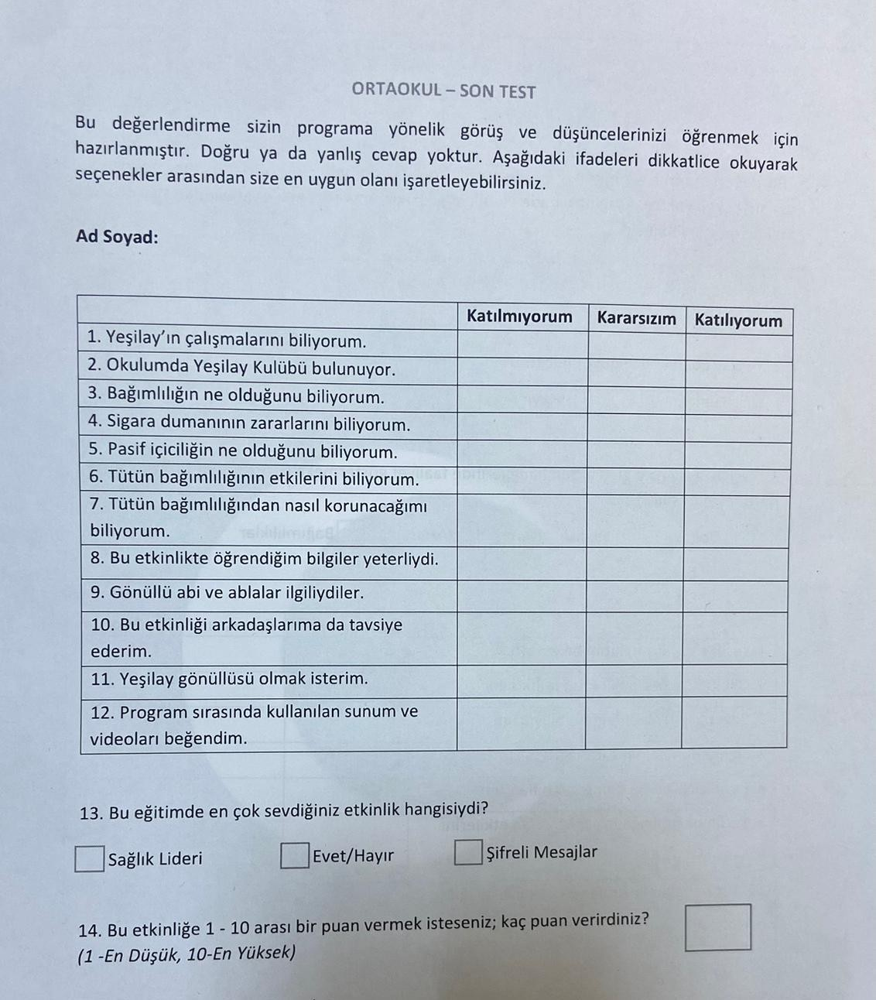 ORTAOKUL – SON TEST
Bu değerlendirme sizin programa yönelik görüş ve düşüncelerinizi öğrenmek için
hazırlanmıştır. Doğru ya da yanlış cevap yoktur. Aşağıdaki ifadeleri dikkatlice okuyarak
seçenekler arasından size en uygun olanı işaretleyebilirsiniz.
Ad Soyad:
Katılmıyorum Kararsızım Katılıyorum
1. Yeşilay'ın çalışmalarını biliyorum.
2. Okulumda Yeşilay Kulübü bulunuyor.
3. Bağımlılığın ne olduğunu biliyorum.
4. Sigara dumanının zararlarını biliyorum.
5. Pasif içiciliğin ne olduğunu biliyorum.
6. Tütün bağımlılığının etkilerini biliyorum.
7. Tütün bağımlılığından nasıl korunacağımı
biliyorum.
8. Bu etkinlikte öğrendiğim bilgiler yeterliydi.
9. Gönüllü abi ve ablalar ilgiliydiler.
10. Bu etkinliği arkadaşlarıma da tavsiye
ederim.
11. Yeşilay gönüllüsü olmak isterim.
12. Program sırasında kullanılan sunum ve
videoları beğendim.
13. Bu eğitimde en çok sevdiğiniz etkinlik hangisiydi?
Sağlık Lideri Evet/Hayır Şifreli Mesajlar
14. Bu etkinliğe 1 - 10 arası bir puan vermek isteseniz; kaç puan verirdiniz?
(1 -En Düşük, 10-En Yüksek)